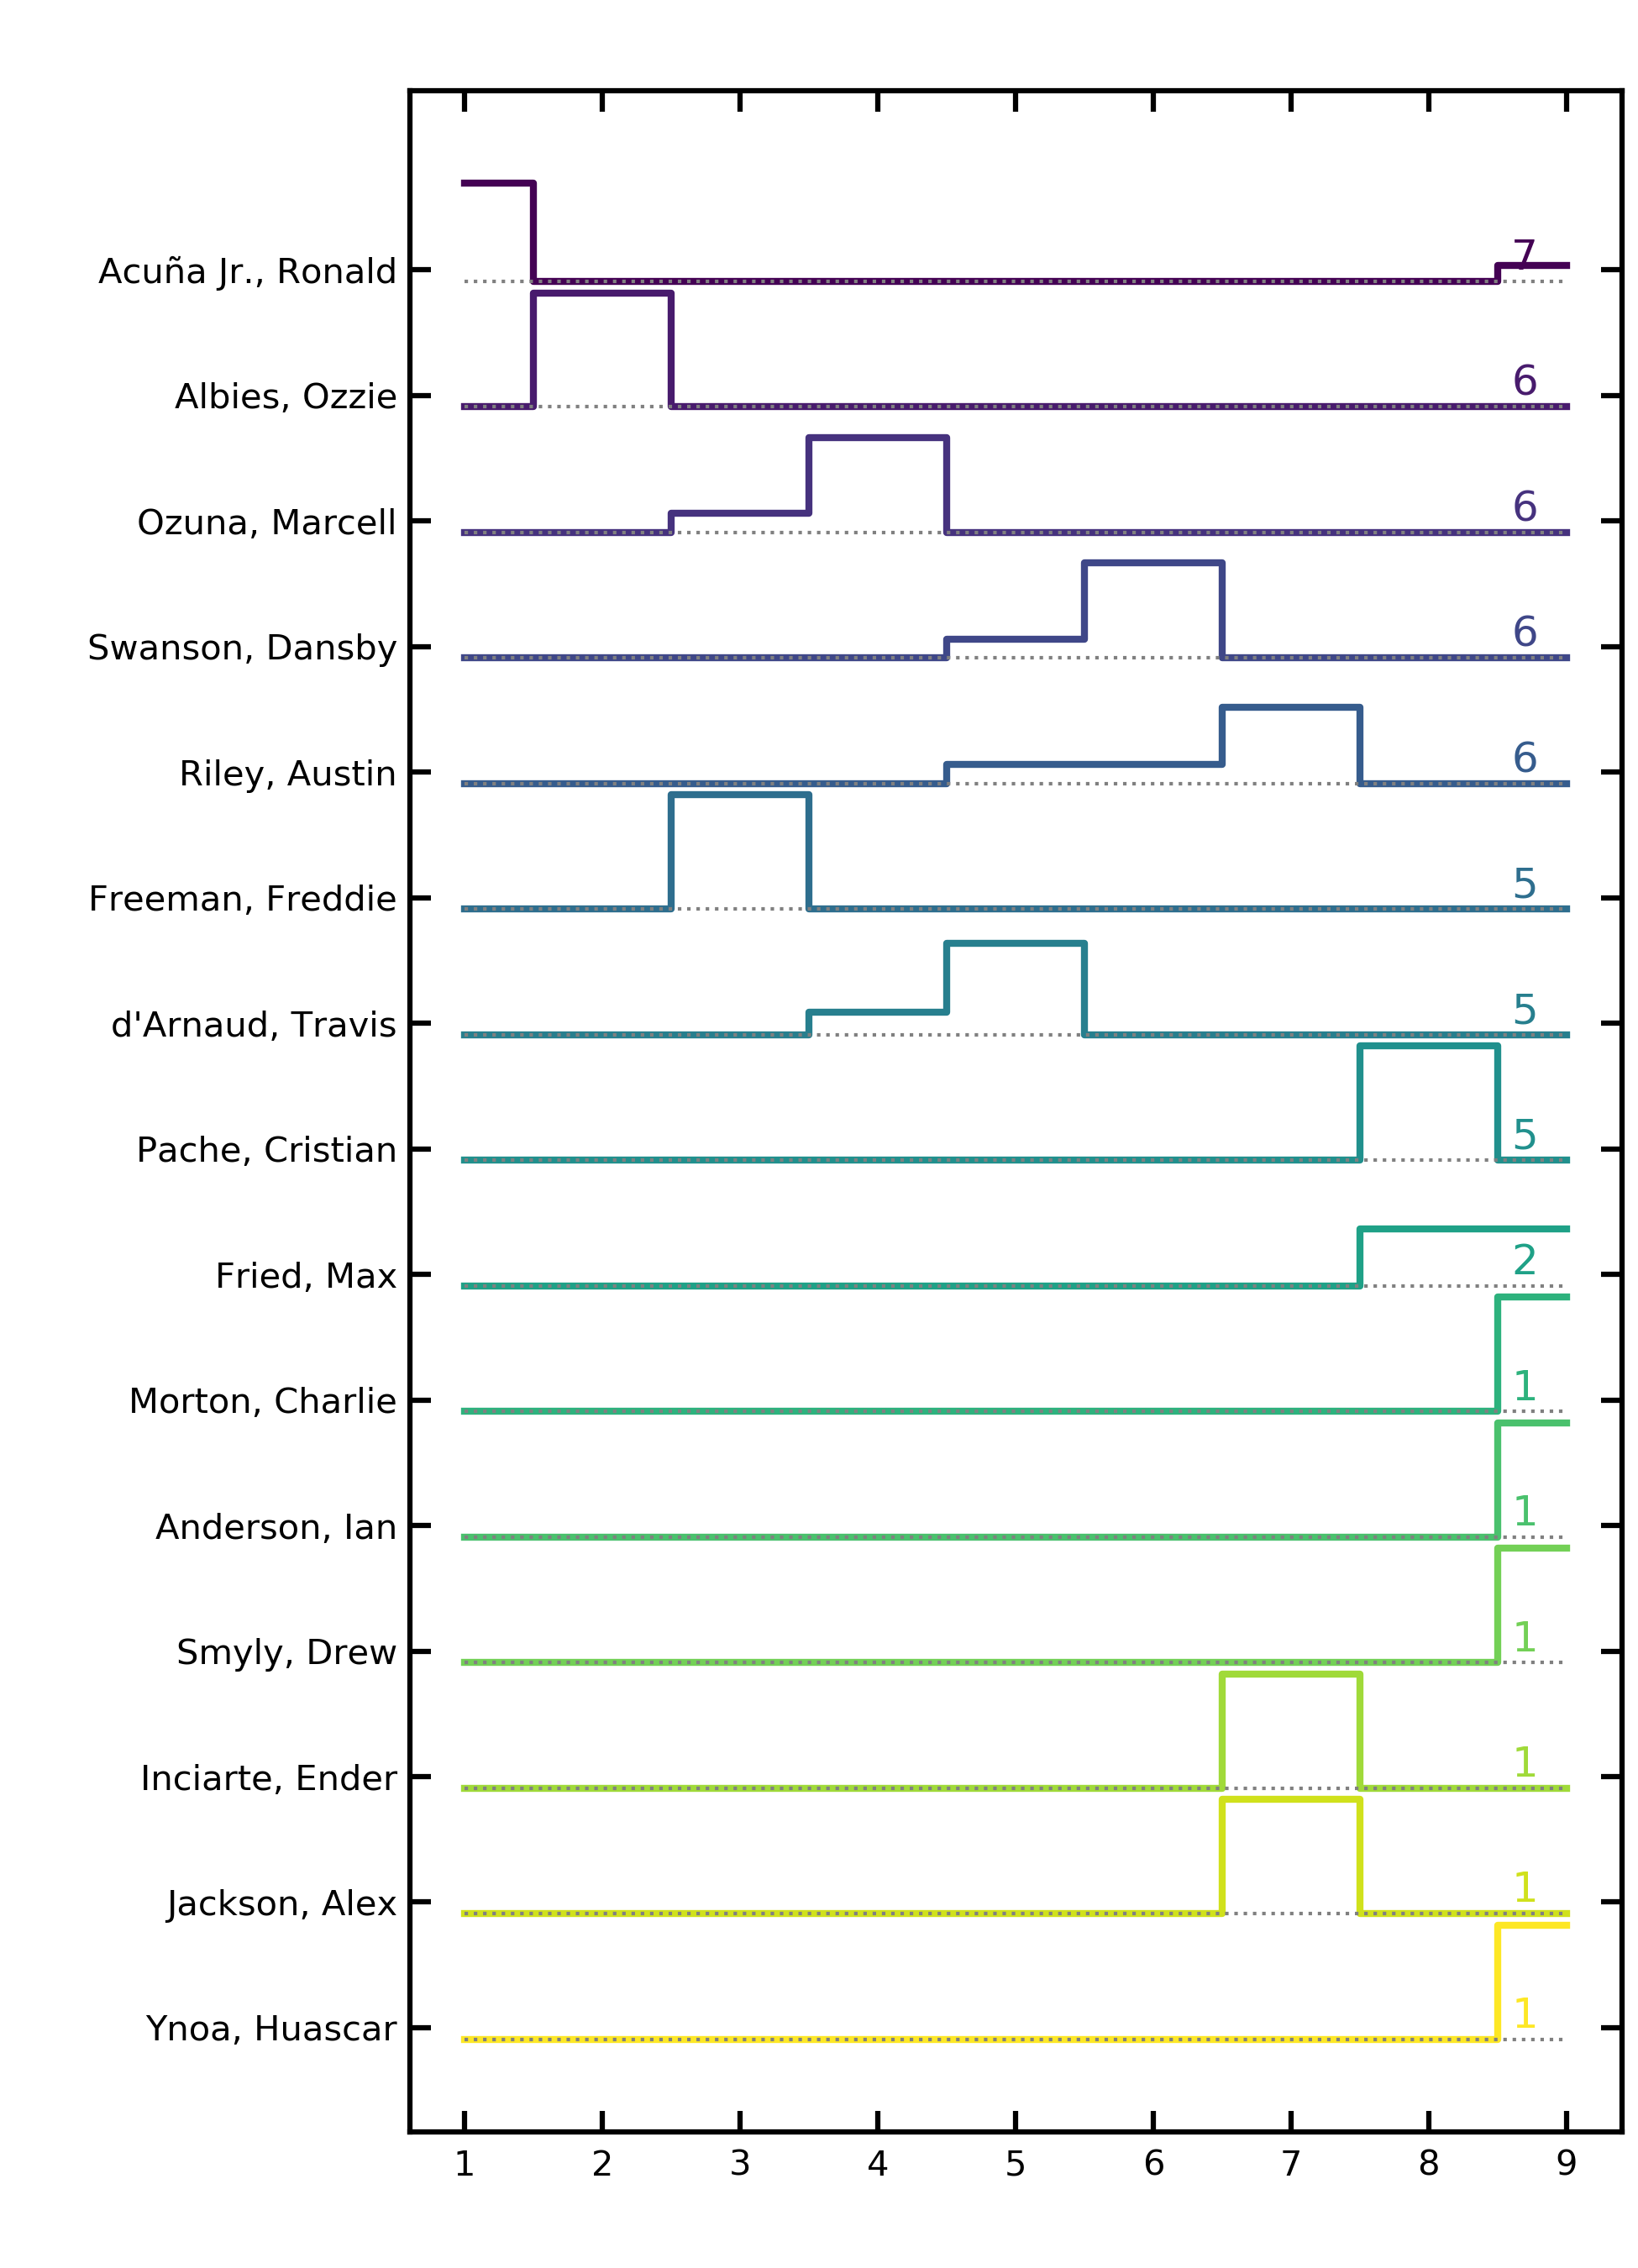 Acuña Jr., Ronald 7
Albies, Ozzie 6
Ozuna, Marcell 6
Swanson, Dansby 6
Riley, Austin 6
Freeman, Freddie 5
d'Arnaud, Travis 5
Pache, Cristian 5
Fried, Max 2
Morton, Charlie 1
Anderson, Ian 1
Smyly, Drew 1
Inciarte, Ender 1
Jackson, Alex 1
Ynoa, Huascar 1
1 2 3 4 5 6 7 8 9